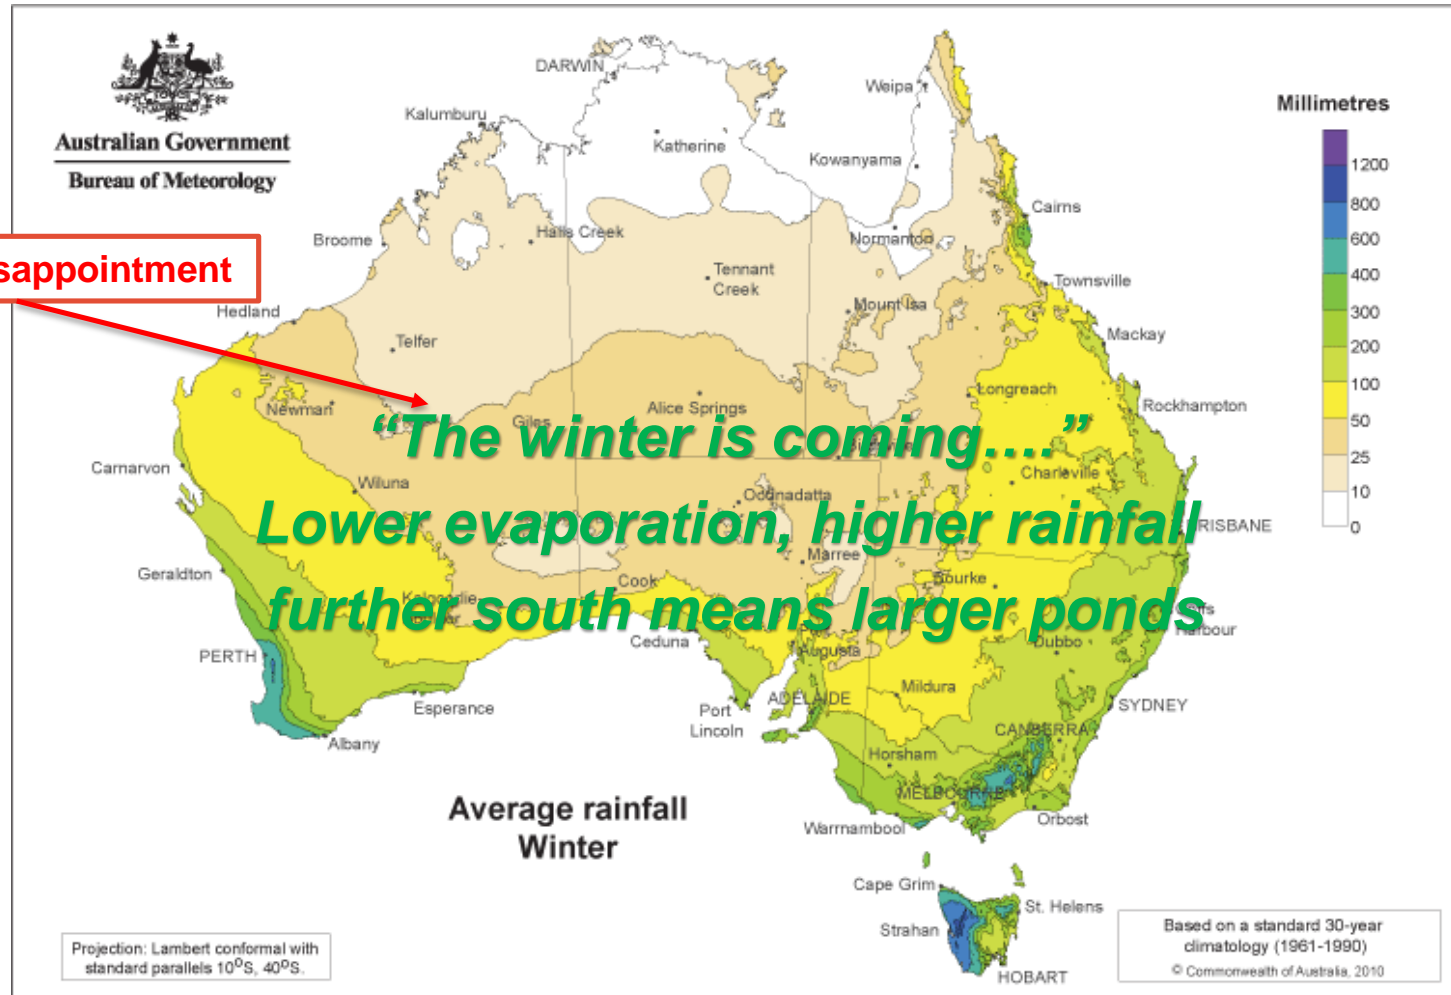 Australian Government
Bureau of Meteorology
Millimetres
1200
800
600
400
300
200
100
50
25
10
0
DARWIN
Weipa
Kalumburu
Katherine
Kowanyama
Cairns
Broome
Halls Creek
Normanton
sappointment
Tennant
Creek
Townsville
Hedland
Mount Isa
Telfer
Mackay
Longreach
Newman
Alice Springs
Rockhampton
Giles
“The winter is coming....”
Carnarvon
Charleville
Wiluna
Oodnadatta
Lower evaporation, higher rainfall
BRISBANE
Marree
Geraldton
Cook
Bourke
further south means larger ponds
Harbour
Ceduna
Augusta
Dubbo
PERTH
Mildura
ADELAIDE
SYDNEY
Esperance
Port
Lincoln
CANBERRA
Albany
Horsham
MELBOURNE
Average rainfall
Winter
Warrnambool
Orbost
Cape Grim
St. Helens
Strahan
HOBART
Projection: Lambert conformal with
standard parallels 10°S, 40°S.
Based on a standard 30-year
climatology (1961-1990)
© Commonwealth of Australia, 2010